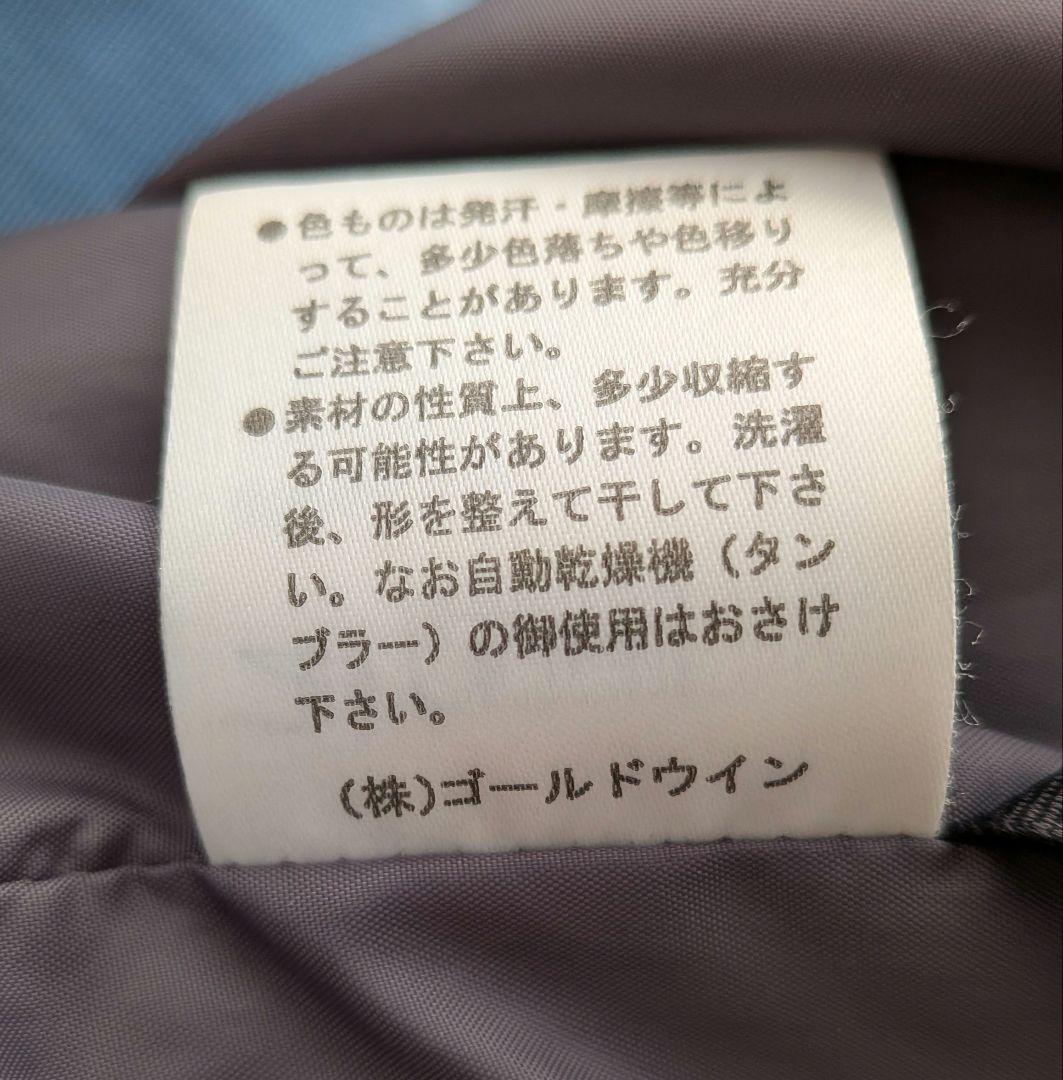 ●色ものは発汗・摩擦等によ
って、多少色落ちや色移り
することがあります。充分
ご注意下さい。
●素材の性質上、多少収縮す
る可能性があります。洗濯
後、形を整えて干して下さ
い。なお自動乾燥機（タン
ブラー）の御使用はおさけ
下さい。
(株)ゴールドウイン